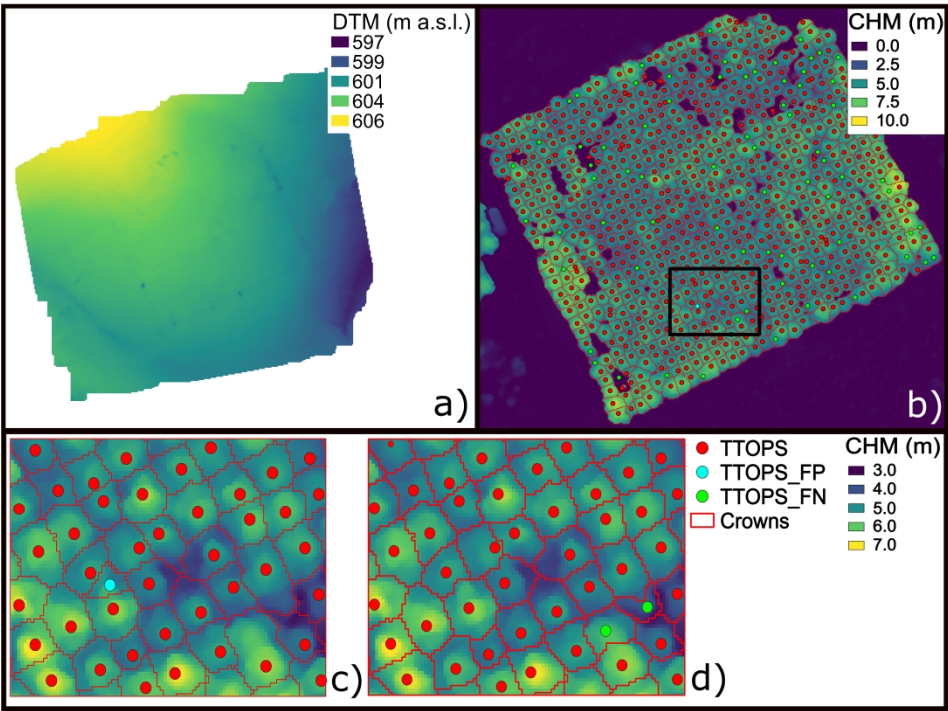 DTM (m a.s.l.)
597
599
601
604
606
a)
CHM (m)
0.0
2.5
5.0
7.5
10.0
b)
c)
d)
TTOPS
TTOPS_FP
TTOPS_FN
Crowns
CHM (m)
3.0
4.0
5.0
6.0
7.0